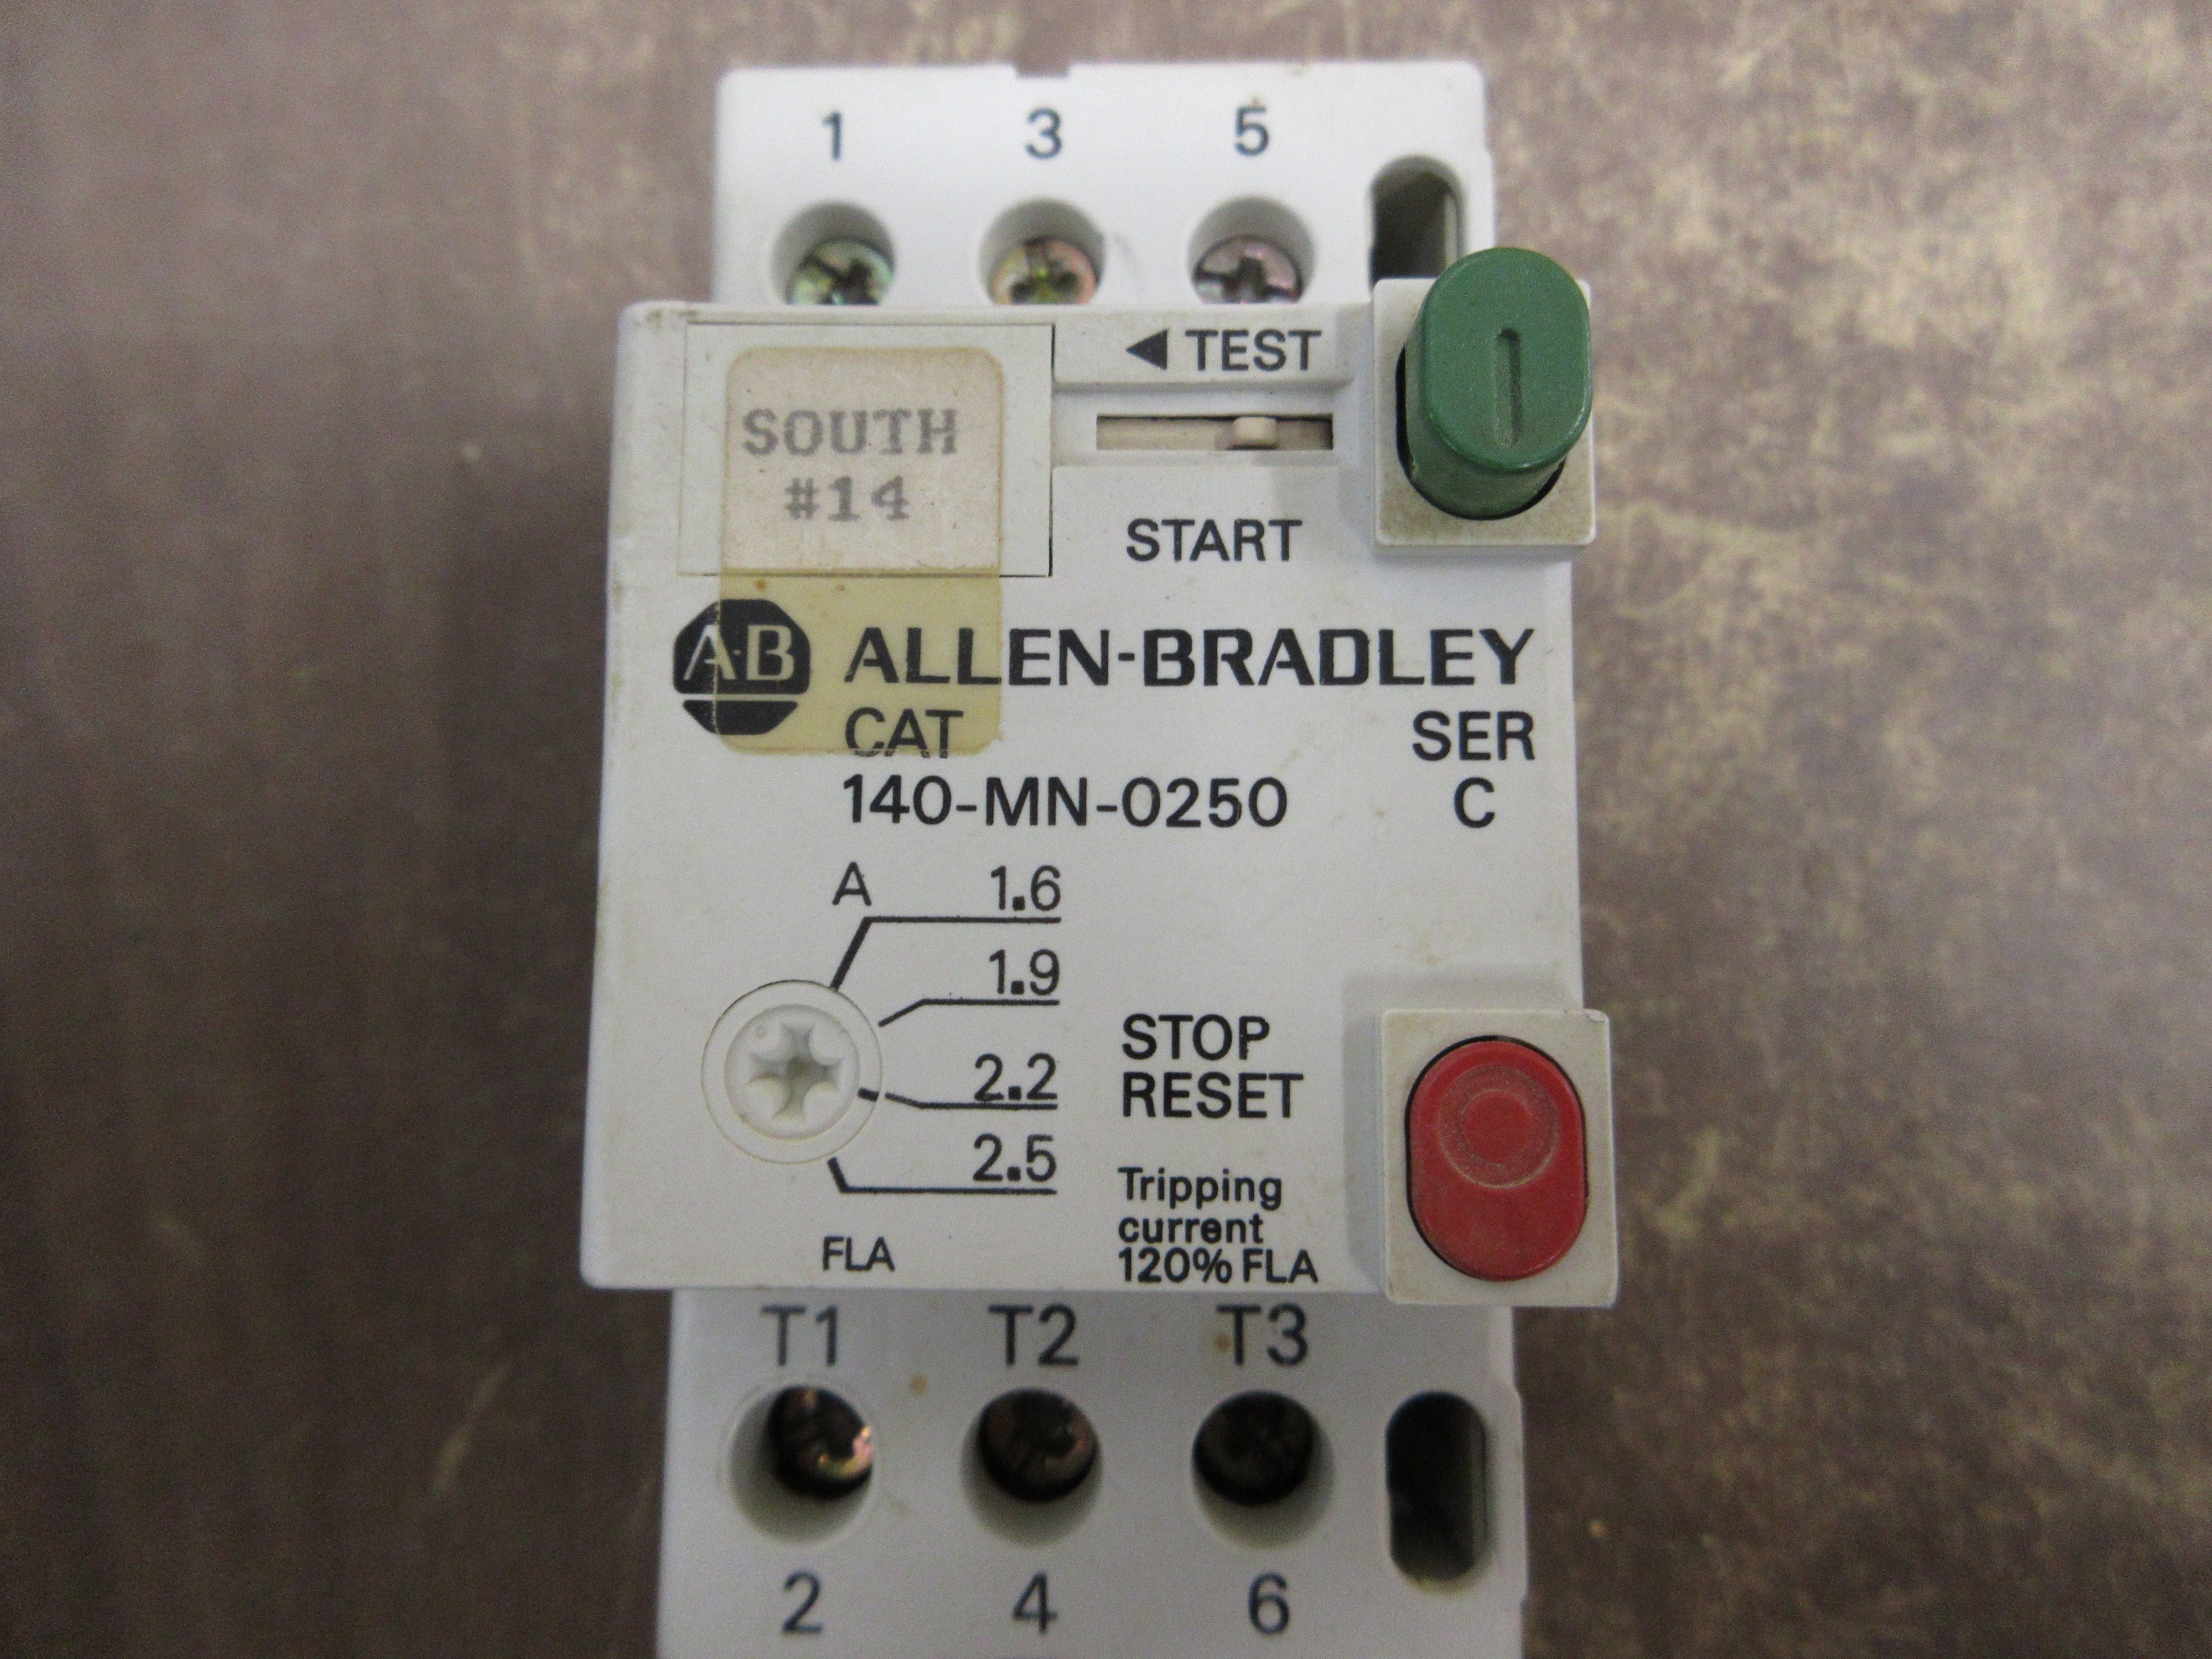 1 3 5
◀ TEST
SOUTH
#14
START
A-B ALLEN-BRADLEY
CAT SER
140-MN-0250 C
A 1.6
1.9
2.2
2.5
STOP
RESET
Tripping
current
120% FLA
FLA
T1 T2 T3
2 4 6